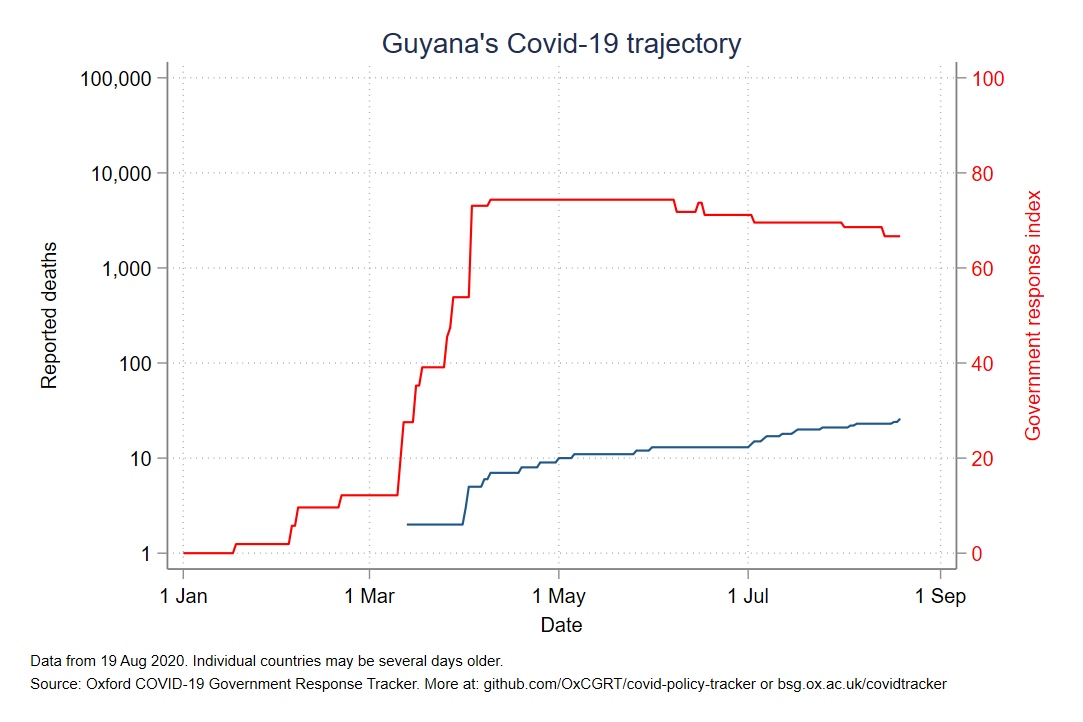 Guyana's Covid-19 trajectory
100,000
10,000
1,000
100
10
1
Reported deaths
100
80
60
40
20
0
Government response index
1 Jan 1 Mar 1 May 1 Jul 1 Sep
Date
Data from 19 Aug 2020. Individual countries may be several days older.
Source: Oxford COVID-19 Government Response Tracker. More at: github.com/OxCGRT/covid-policy-tracker or bsg.ox.ac.uk/covidtracker